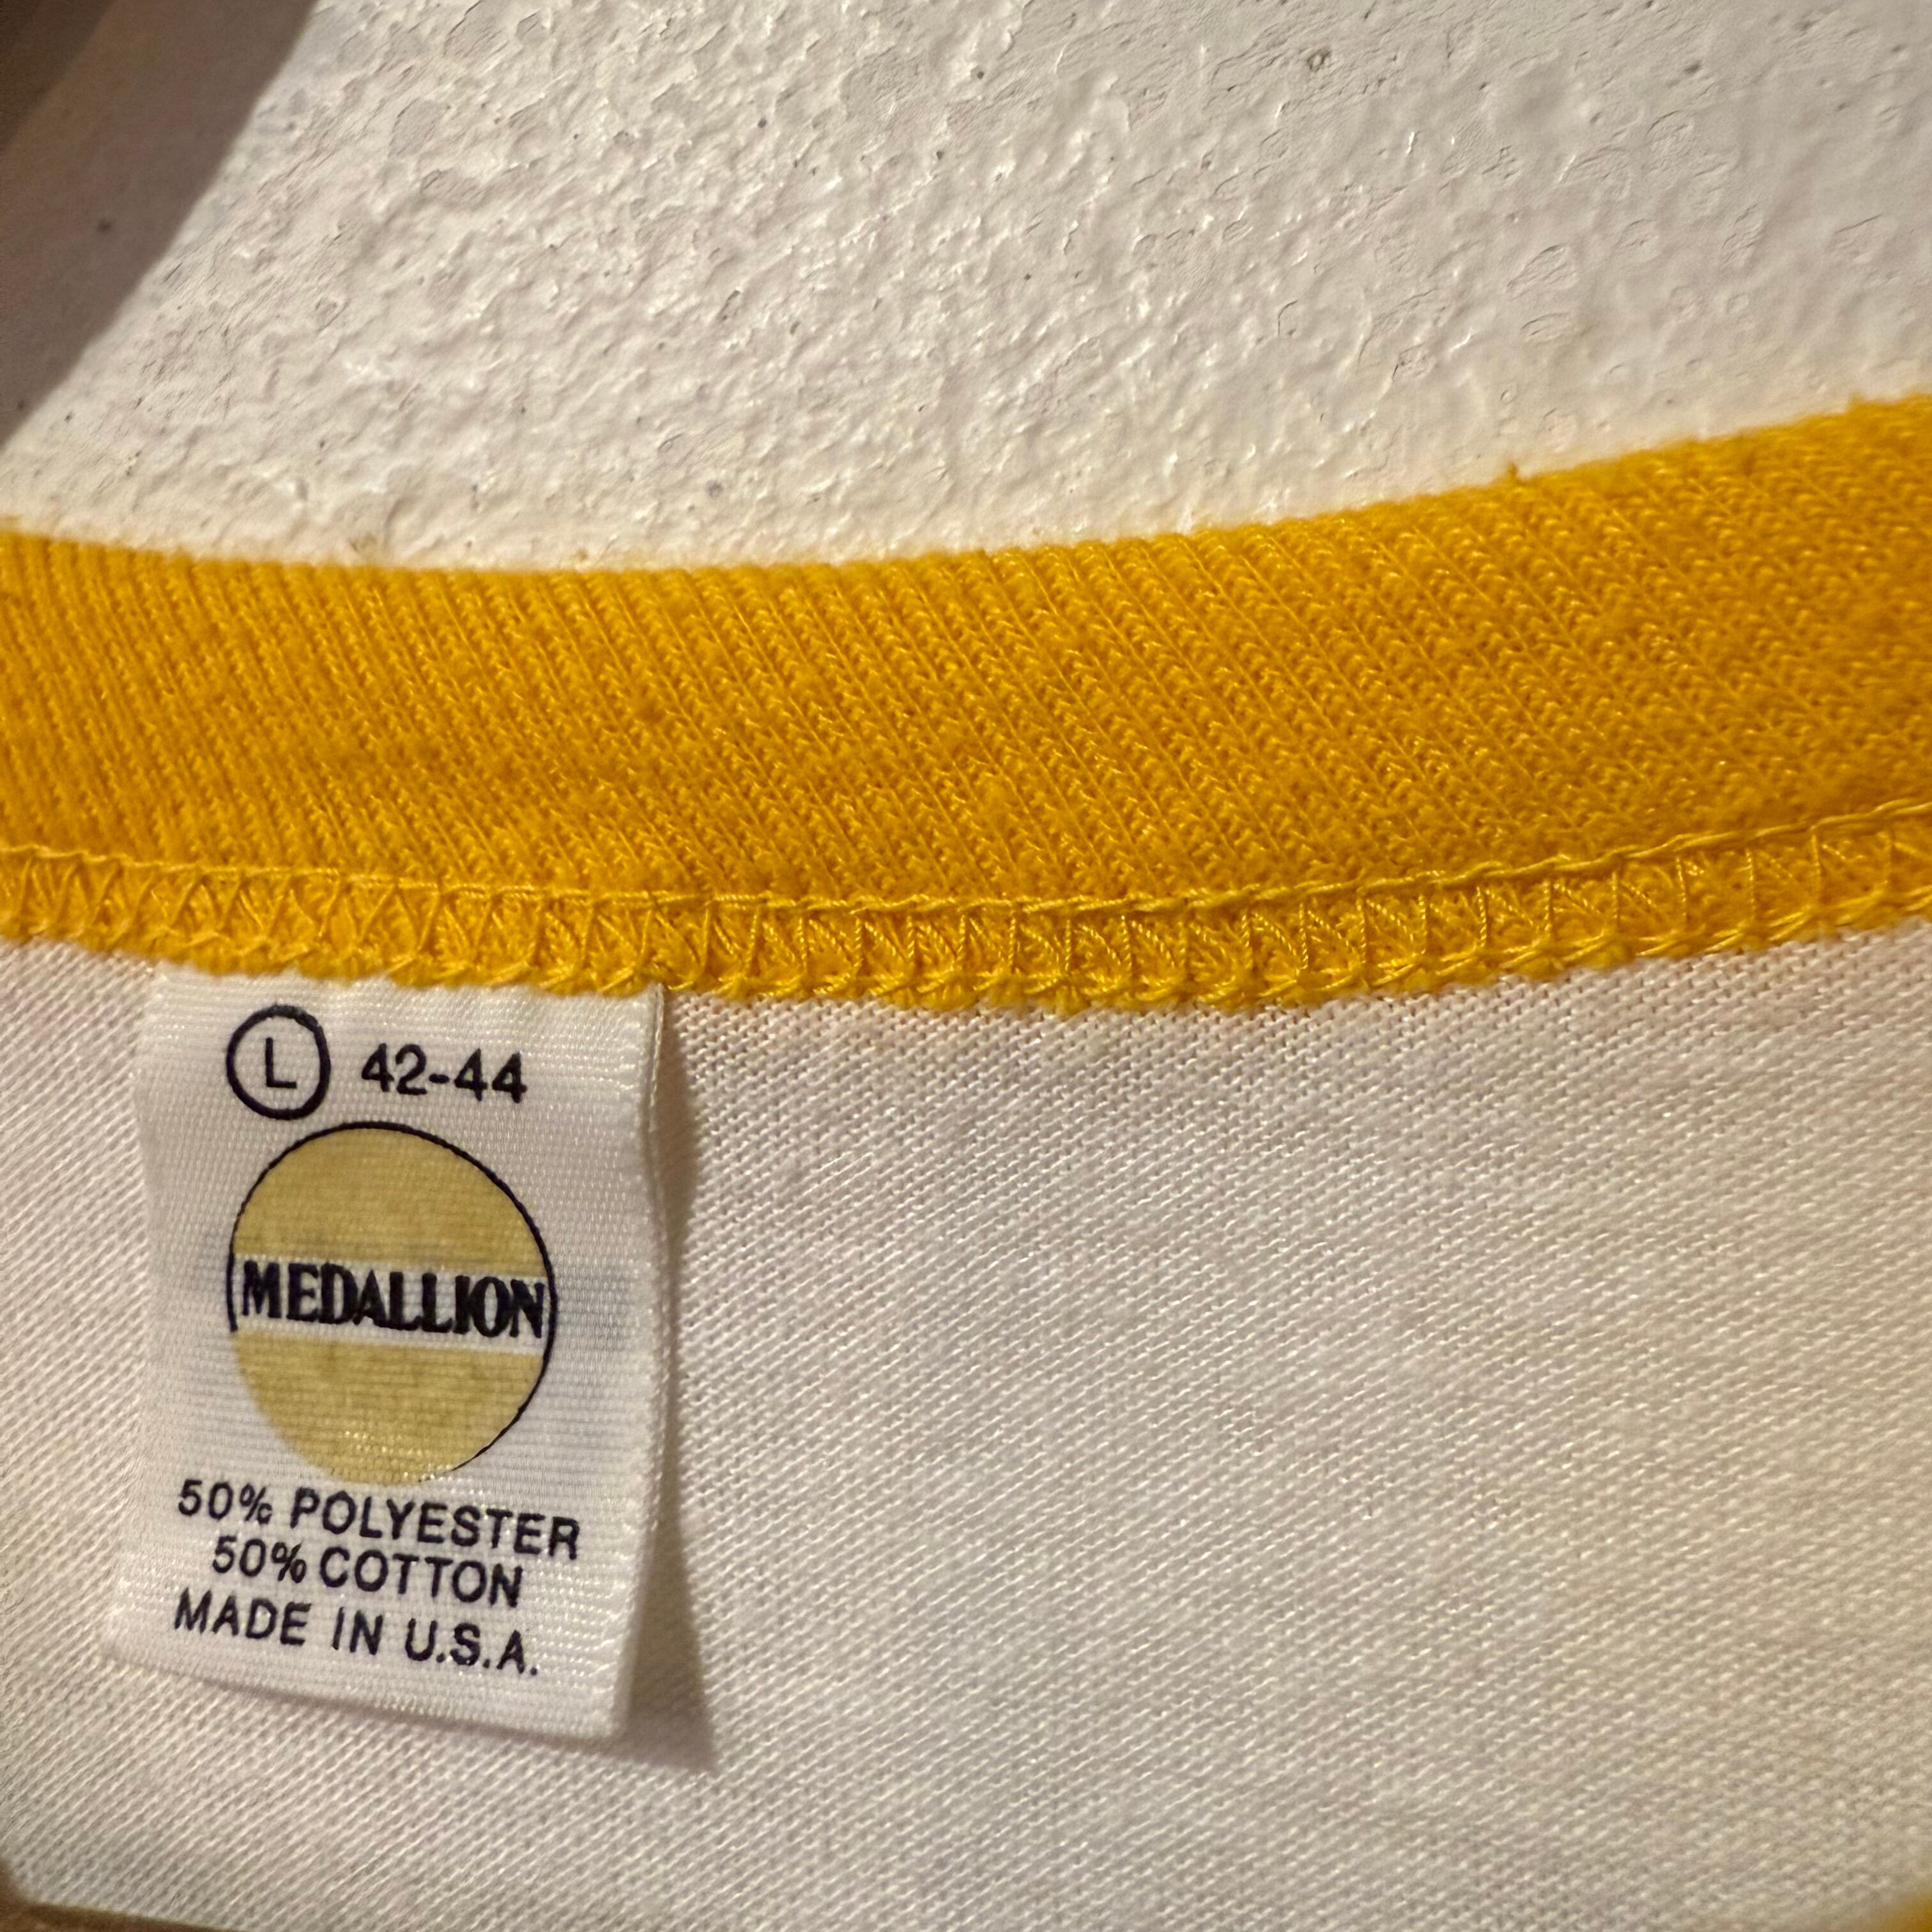 L 42-44
MEDALLION
50% POLYESTER
50% COTTON
MADE IN U.S.A.